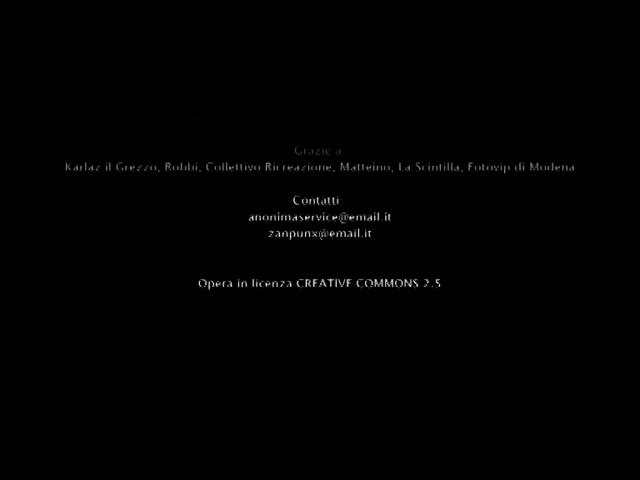 Grazie a
Karlaz il Grezzo, Robbi, Collettivo Ricreazione, Matteino, La Scintilla, Fotovip di Modena
Contatti
anonimaservice@email.it
zanpunx@email.it
Opera in licenza CREATIVE COMMONS 2.5